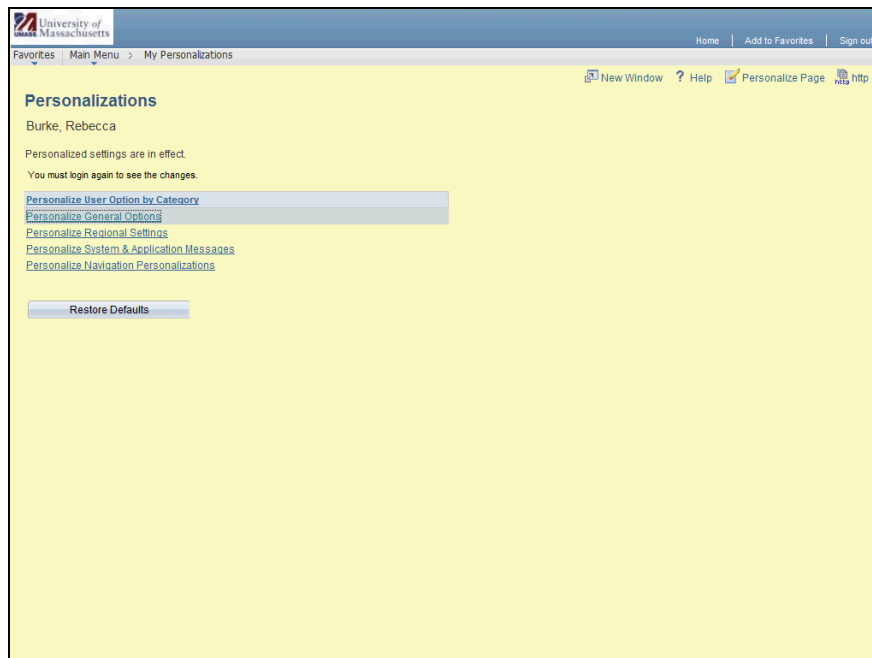 University of
UMASS Massachusetts
Home | Add to Favorites | Sign out
Favorites | Main Menu > My Personalizations
New Window ? Help Personalize Page http
Personalizations
Burke, Rebecca
Personalized settings are in effect.
You must login again to see the changes.
Personalize User Option by Category
Personalize General Options
Personalize Regional Settings
Personalize System & Application Messages
Personalize Navigation Personalizations
Restore Defaults